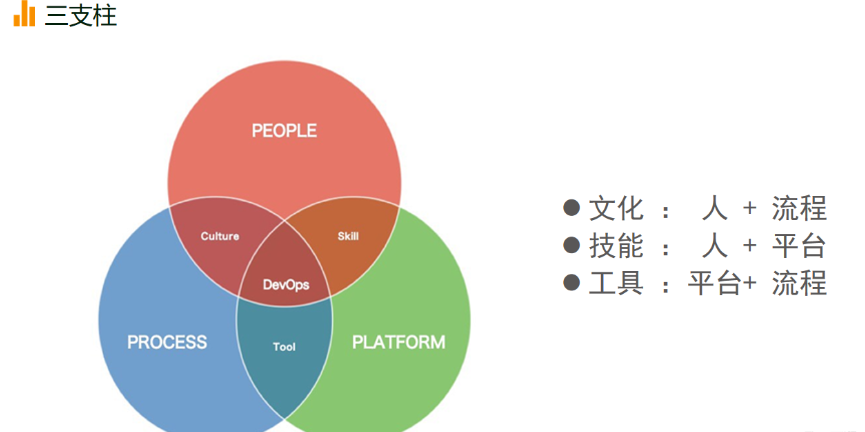 三支柱
PEOPLE
Culture
Skill
DevOps
PROCESS
Tool
PLATFORM
● 文化 ： 人 + 流程
● 技能 ： 人 + 平台
● 工具 ： 平台+ 流程